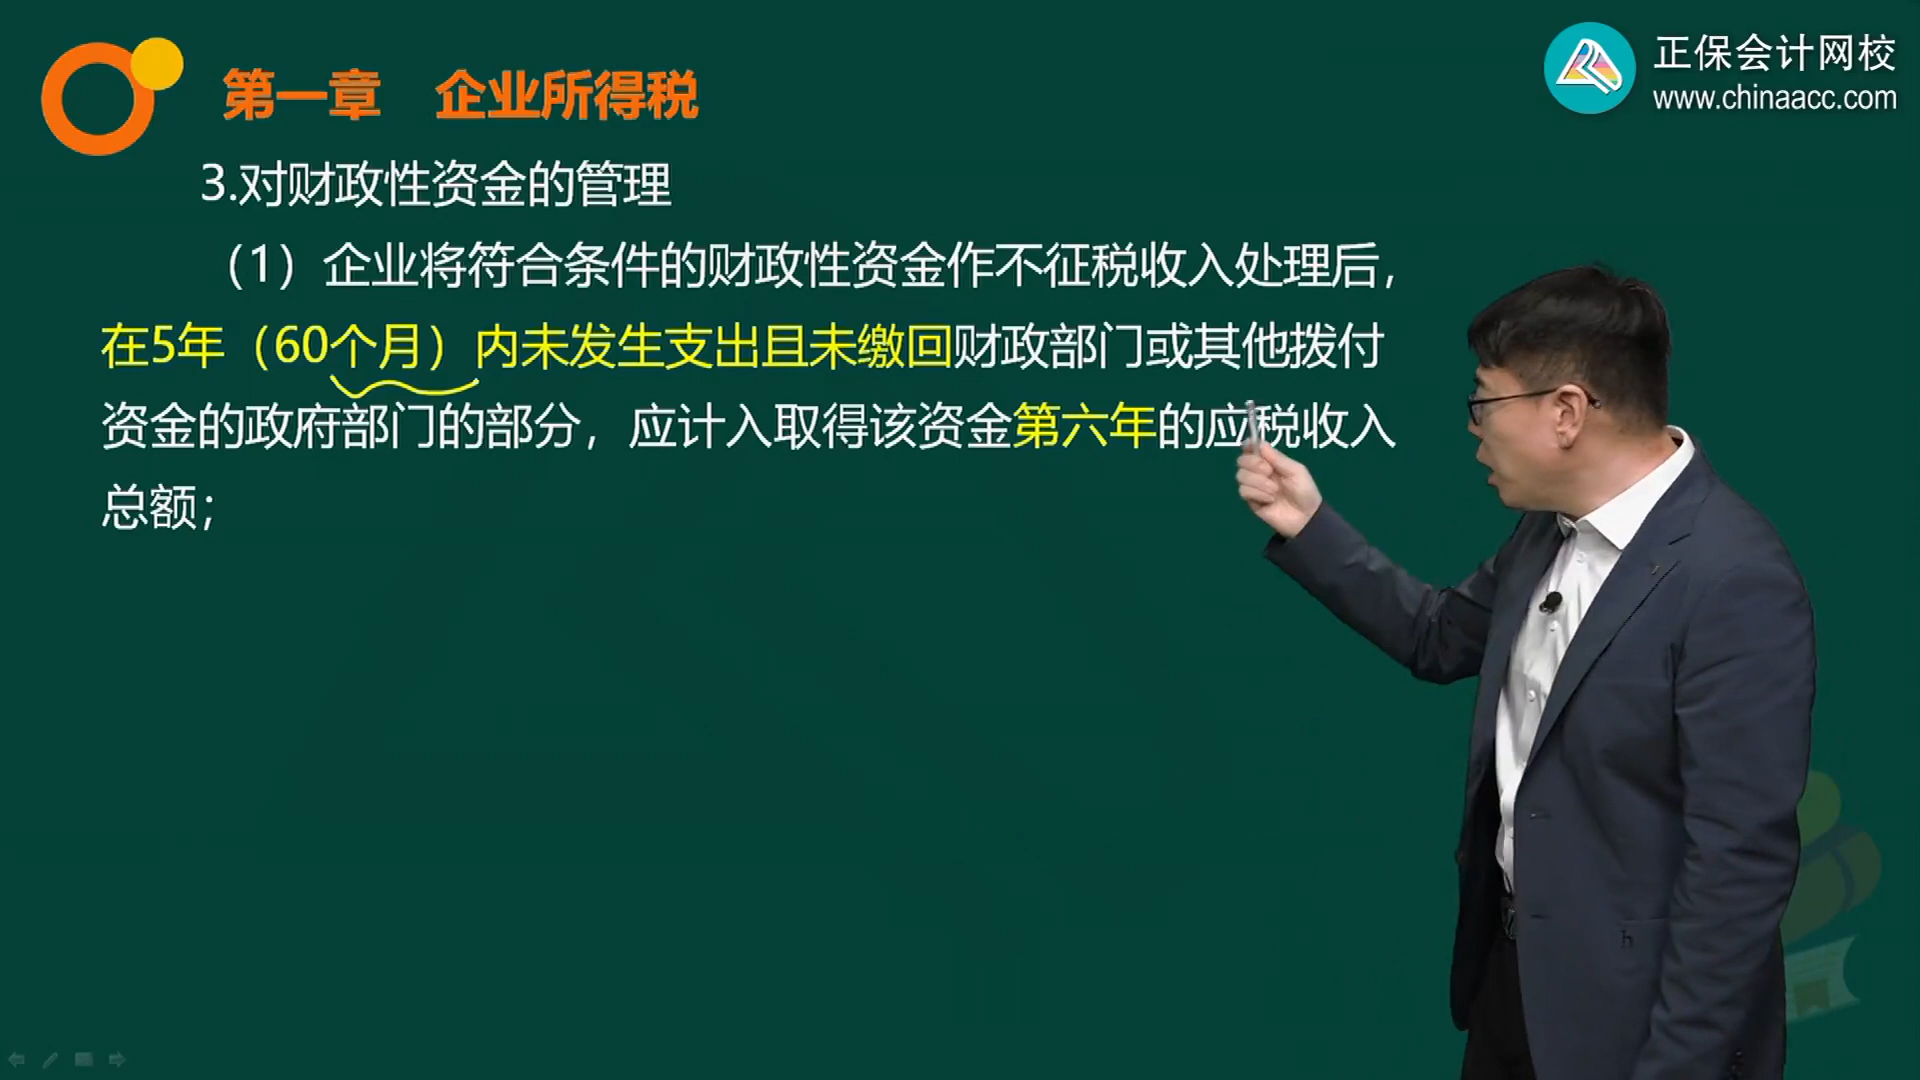 正保会计网校
www.chinaacc.com
第一章 企业所得税
3.对财政性资金的管理
（1）企业将符合条件的财政性资金作不征税收入处理后，
在5年（60个月）内未发生支出且未缴回财政部门或其他拨付
资金的政府部门的部分，应计入取得该资金第六年的应税收入
总额；